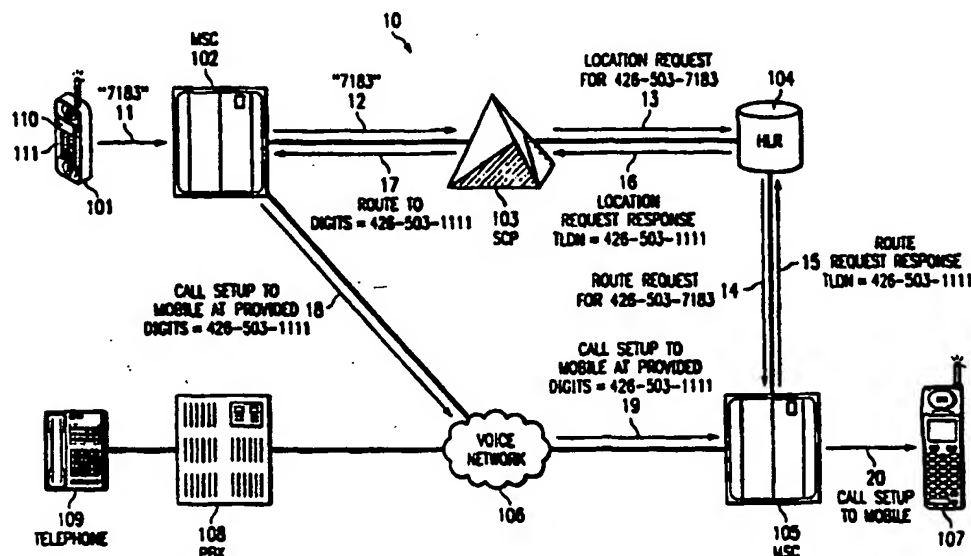 10
MSC
102
"7183"
11
110
111
101
"7183"
12
17
ROUTE TO
DIGITS = 426-503-1111
103
SCP
LOCATION REQUEST
FOR 426-503-7183
13
16
LOCATION
REQUEST RESPONSE
TLDN = 426-503-1111
104
HLR
ROUTE REQUEST
FOR 426-503-7183
14
15
ROUTE
REQUEST RESPONSE
TLDN = 426-503-1111
CALL SETUP TO
MOBILE AT PROVIDED
DIGITS = 426-503-1111
18
CALL SETUP TO
MOBILE AT PROVIDED
DIGITS = 426-503-1111
19
VOICE
NETWORK
106
109
TELEPHONE
108
PBX
105
MSC
20
CALL SETUP
TO MOBILE
107